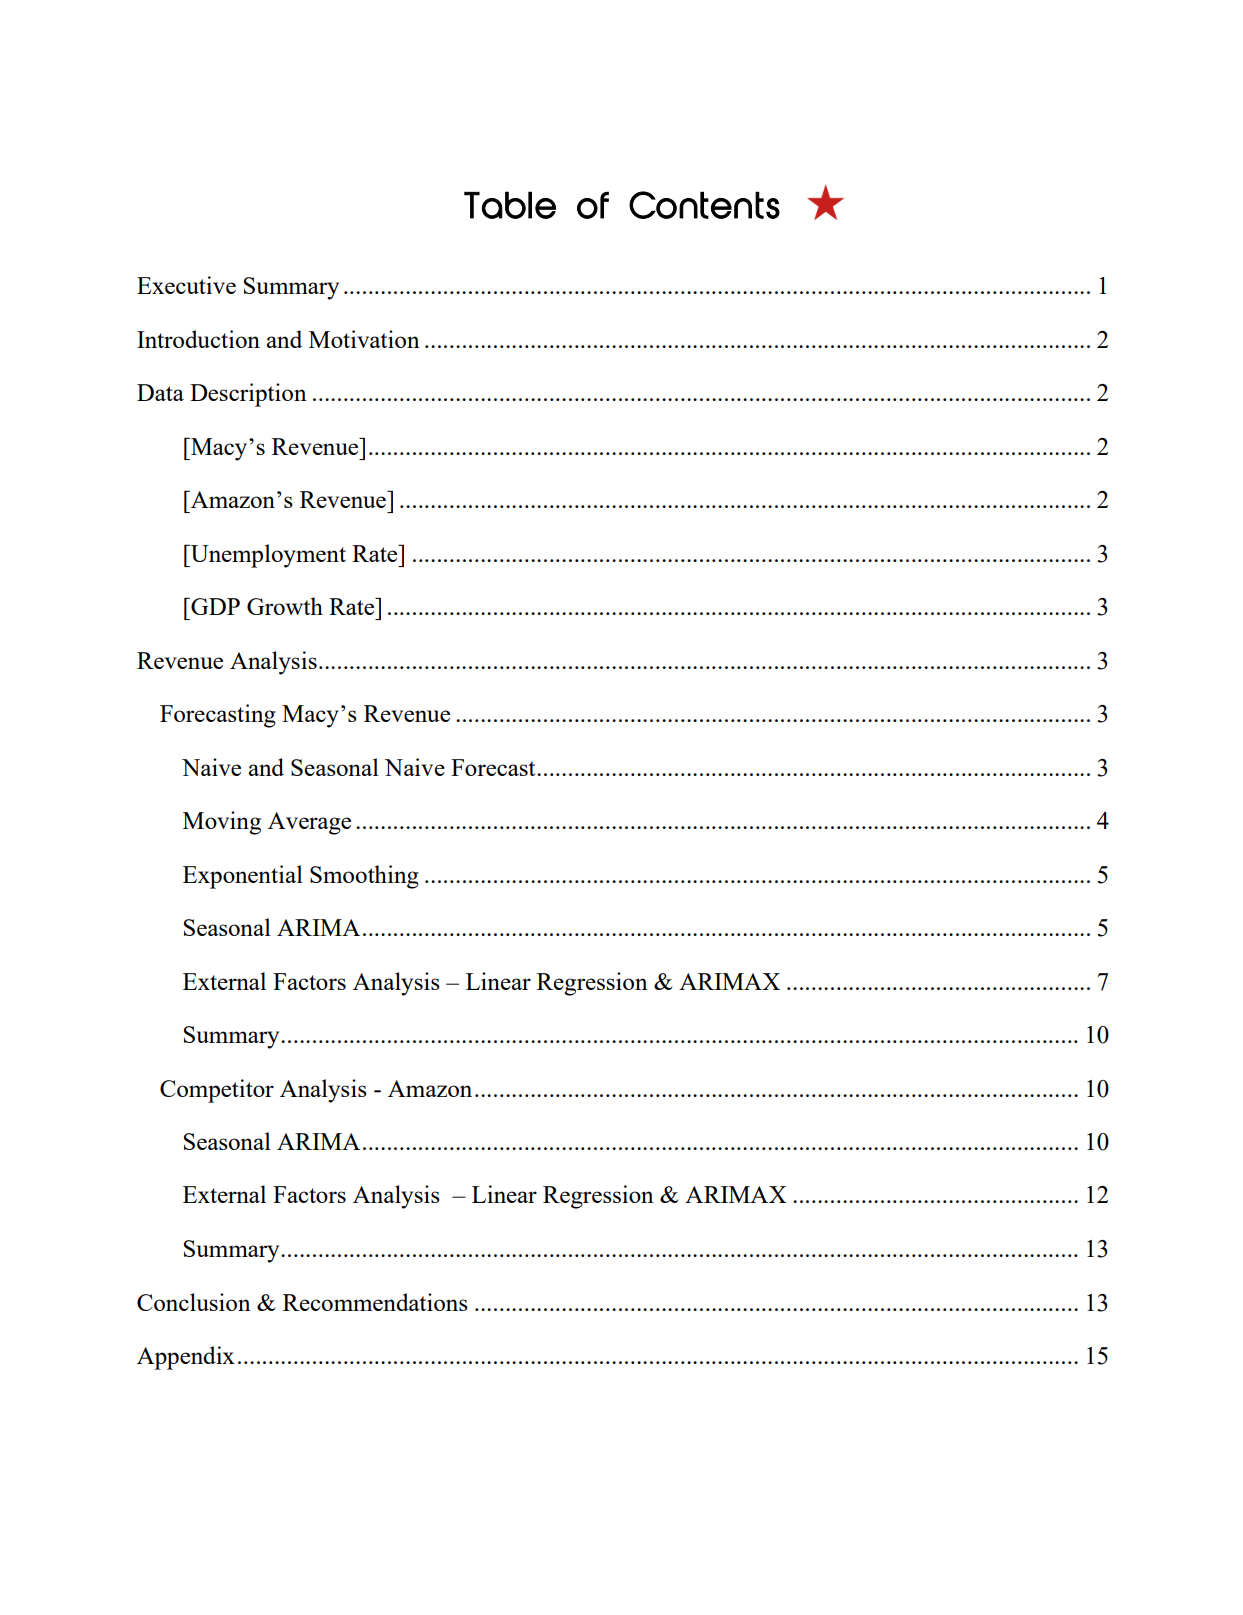 Table of Contents
Executive Summary ........................................................................................................................ 1
Introduction and Motivation ........................................................................................................... 2
Data Description ............................................................................................................................. 2
[Macy’s Revenue]..................................................................................................................... 2
[Amazon’s Revenue] ................................................................................................................ 2
[Unemployment Rate] .............................................................................................................. 3
[GDP Growth Rate] .................................................................................................................. 3
Revenue Analysis............................................................................................................................ 3
Forecasting Macy’s Revenue ...................................................................................................... 3
Naive and Seasonal Naive Forecast.......................................................................................... 3
Moving Average ....................................................................................................................... 4
Exponential Smoothing ............................................................................................................ 5
Seasonal ARIMA...................................................................................................................... 5
External Factors Analysis – Linear Regression & ARIMAX ................................................. 7
Summary................................................................................................................................. 10
Competitor Analysis - Amazon................................................................................................. 10
Seasonal ARIMA.................................................................................................................... 10
External Factors Analysis  – Linear Regression & ARIMAX .............................................. 12
Summary................................................................................................................................. 13
Conclusion & Recommendations ................................................................................................. 13
Appendix....................................................................................................................................... 15